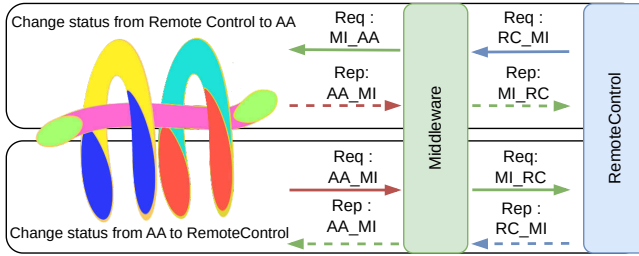 Change status from Remote Control to AA
Req :
MI_AA
Req :
RC_MI
Rep:
AA_MI
Rep:
MI_RC
Middleware
RemoteControl
Req :
AA_MI
Req:
MI_RC
Rep :
AA_MI
Rep :
RC_MI
Change status from AA to RemoteControl